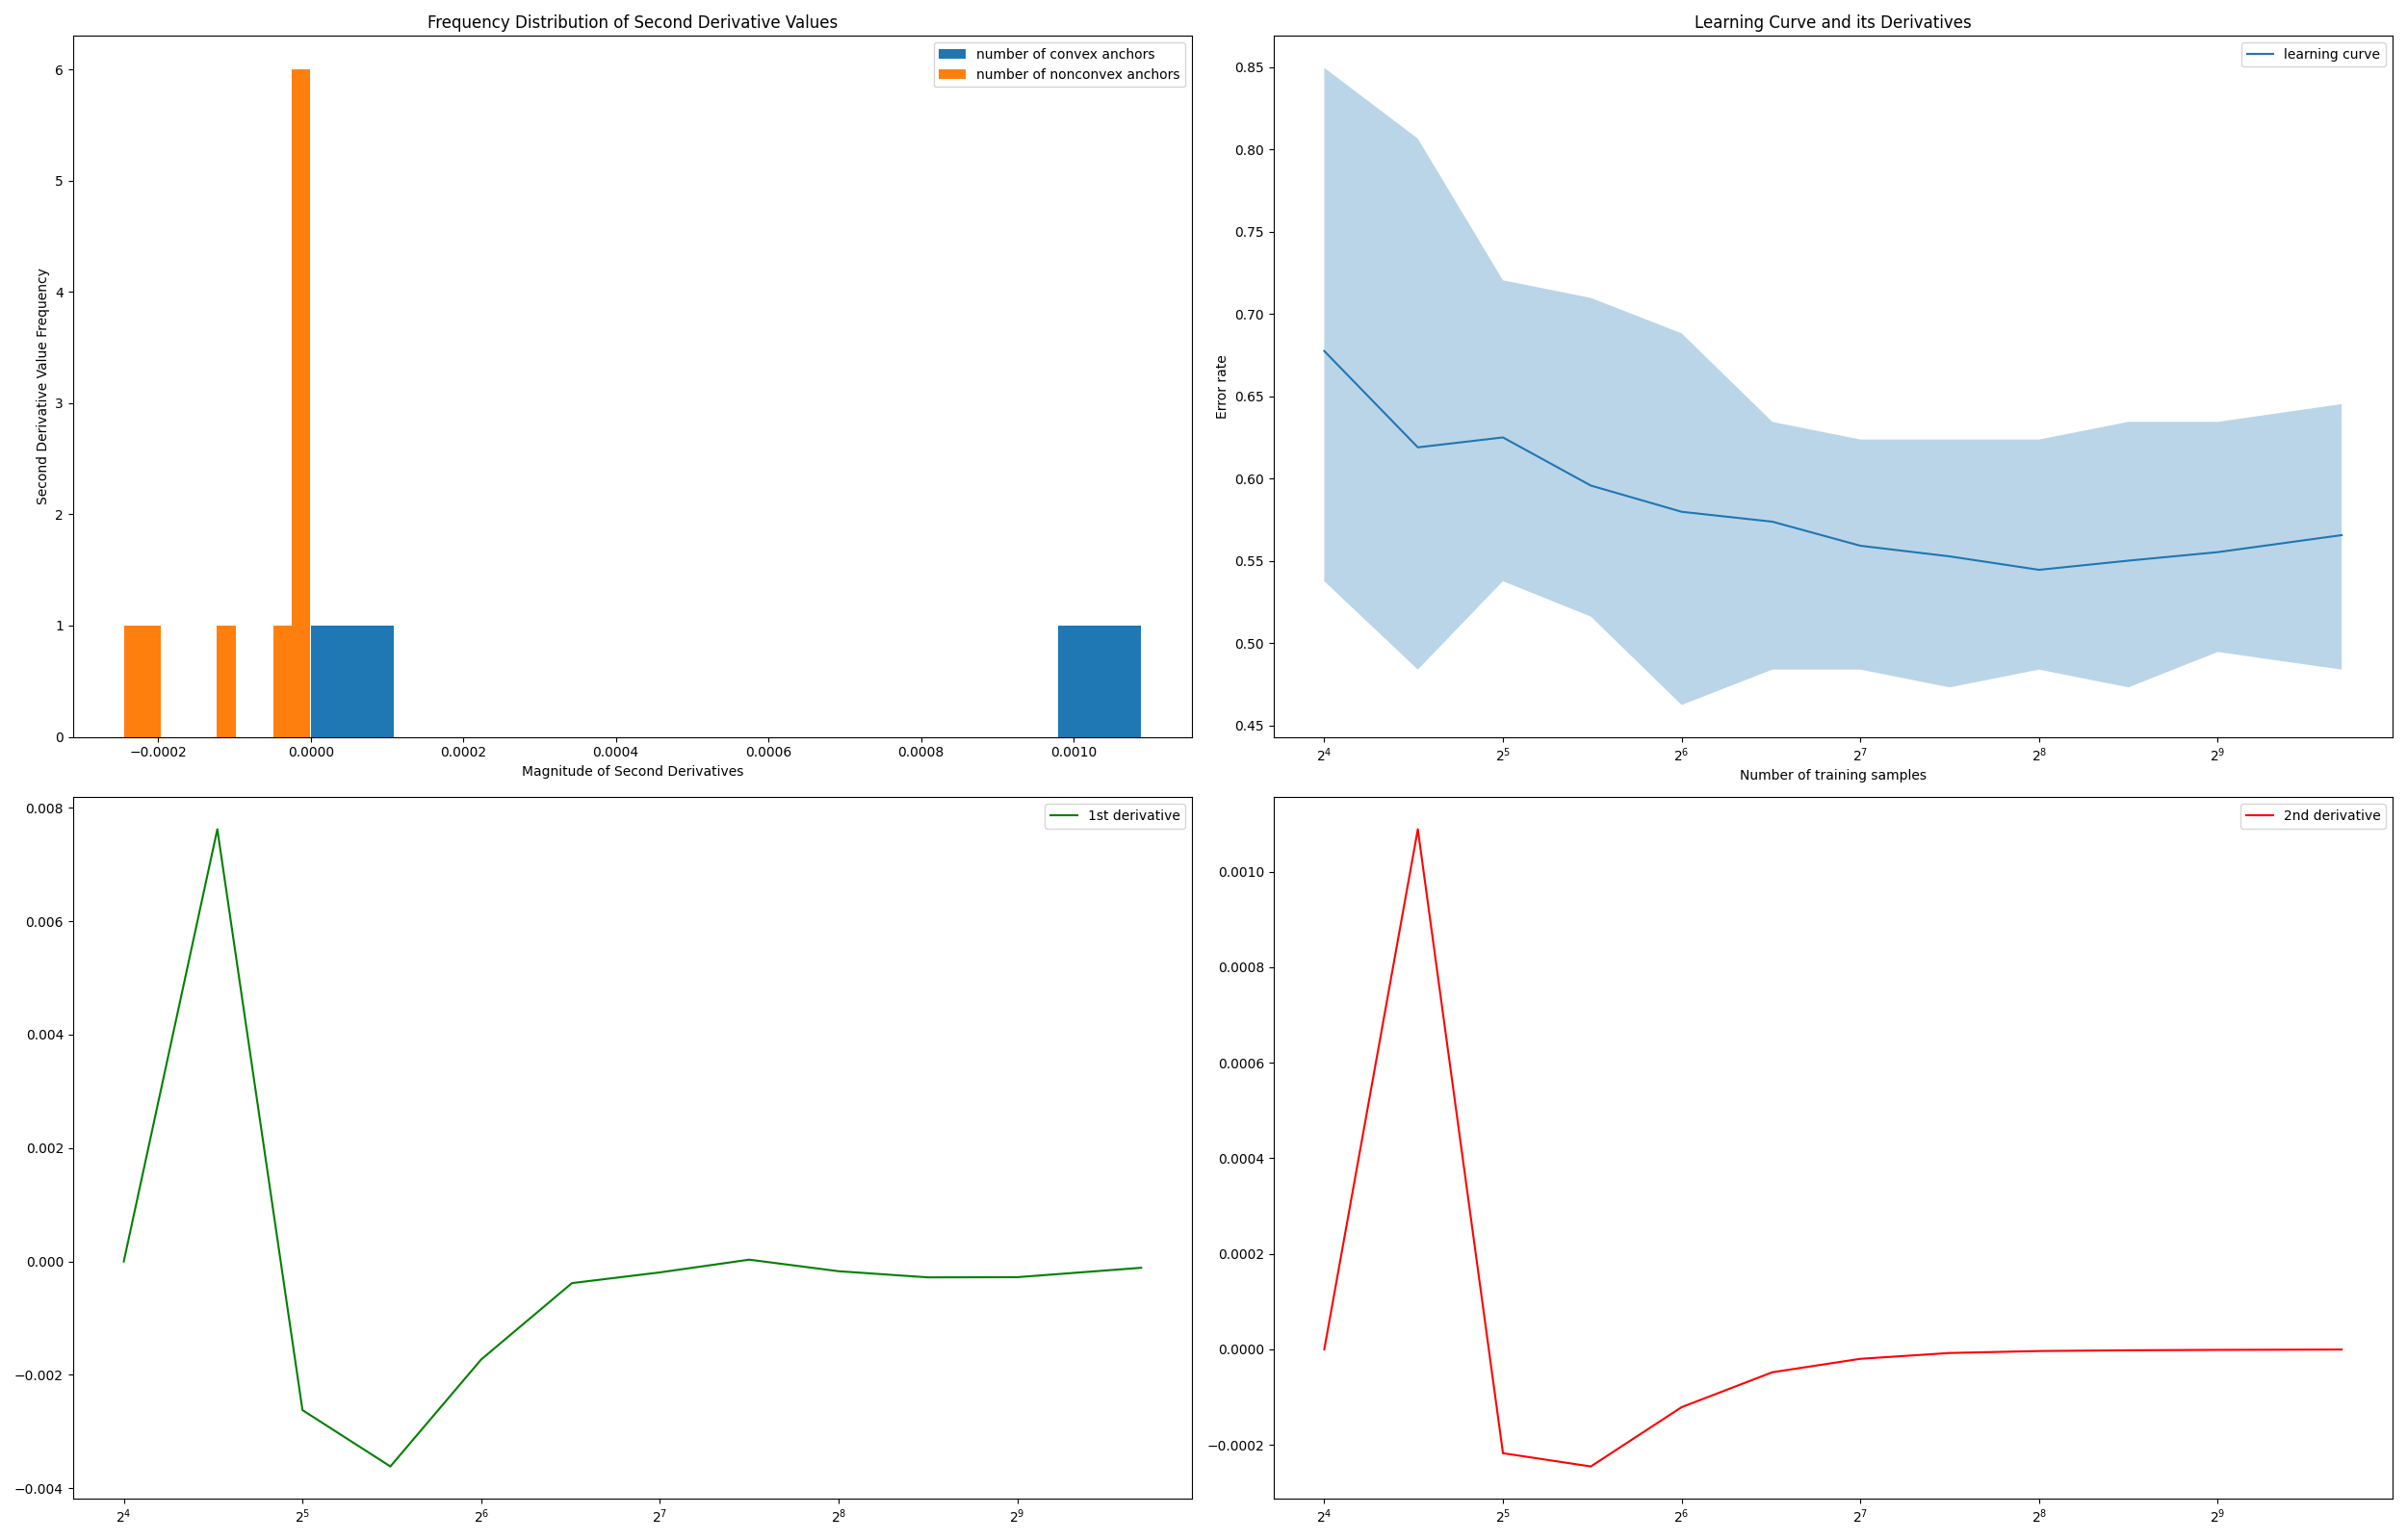 Frequency Distribution of Second Derivative Values
number of convex anchors
number of nonconvex anchors
Second Derivative Value Frequency
6
5
4
3
2
1
0
−0.0002 0.0000 0.0002 0.0004 0.0006 0.0008 0.0010
Magnitude of Second Derivatives
Learning Curve and its Derivatives
learning curve
Error rate
0.85
0.80
0.75
0.70
0.65
0.60
0.55
0.50
0.45
2⁴ 2⁵ 2⁶ 2⁷ 2⁸ 2⁹
Number of training samples
1st derivative
0.008
0.006
0.004
0.002
0.000
−0.002
−0.004
2⁴ 2⁵ 2⁶ 2⁷ 2⁸ 2⁹
2nd derivative
0.0010
0.0008
0.0006
0.0004
0.0002
0.0000
−0.0002
2⁴ 2⁵ 2⁶ 2⁷ 2⁸ 2⁹